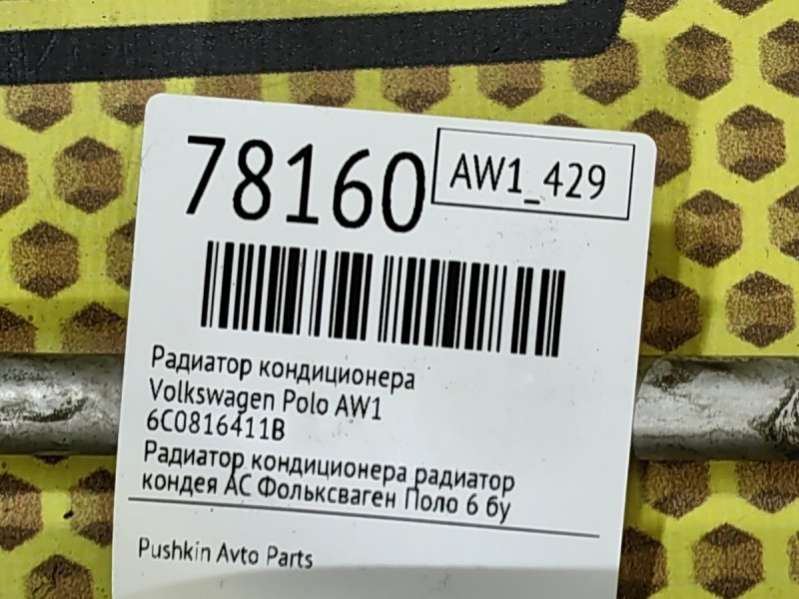 78160
AW1_429
Радиатор кондиционера
Volkswagen Polo AW1
6C0816411B
Радиатор кондиционера радиатор
кондея АС Фольксваген Поло 6 бу
Pushkin Avto Parts